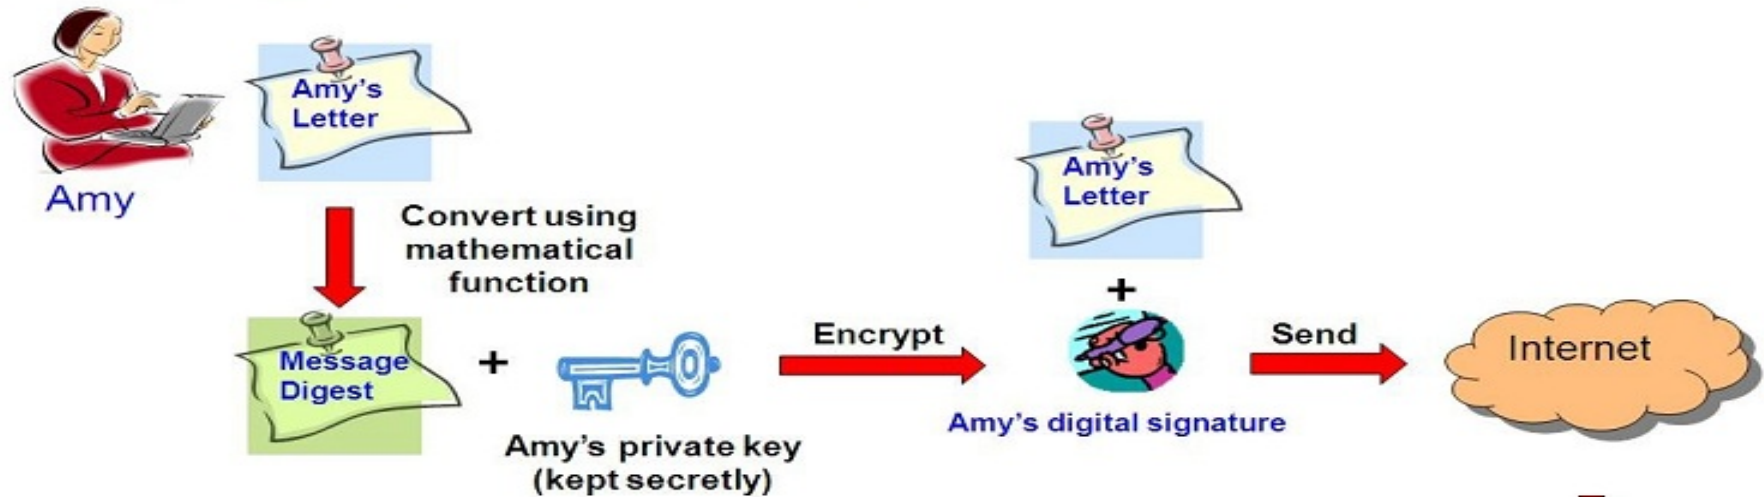 Amy's
Letter
Amy
Convert using
mathematical
function
Message
Digest
+
Amy's private key
(kept secretly)
Encrypt
Amy's
Letter
+
Amy's digital signature
Send
Internet